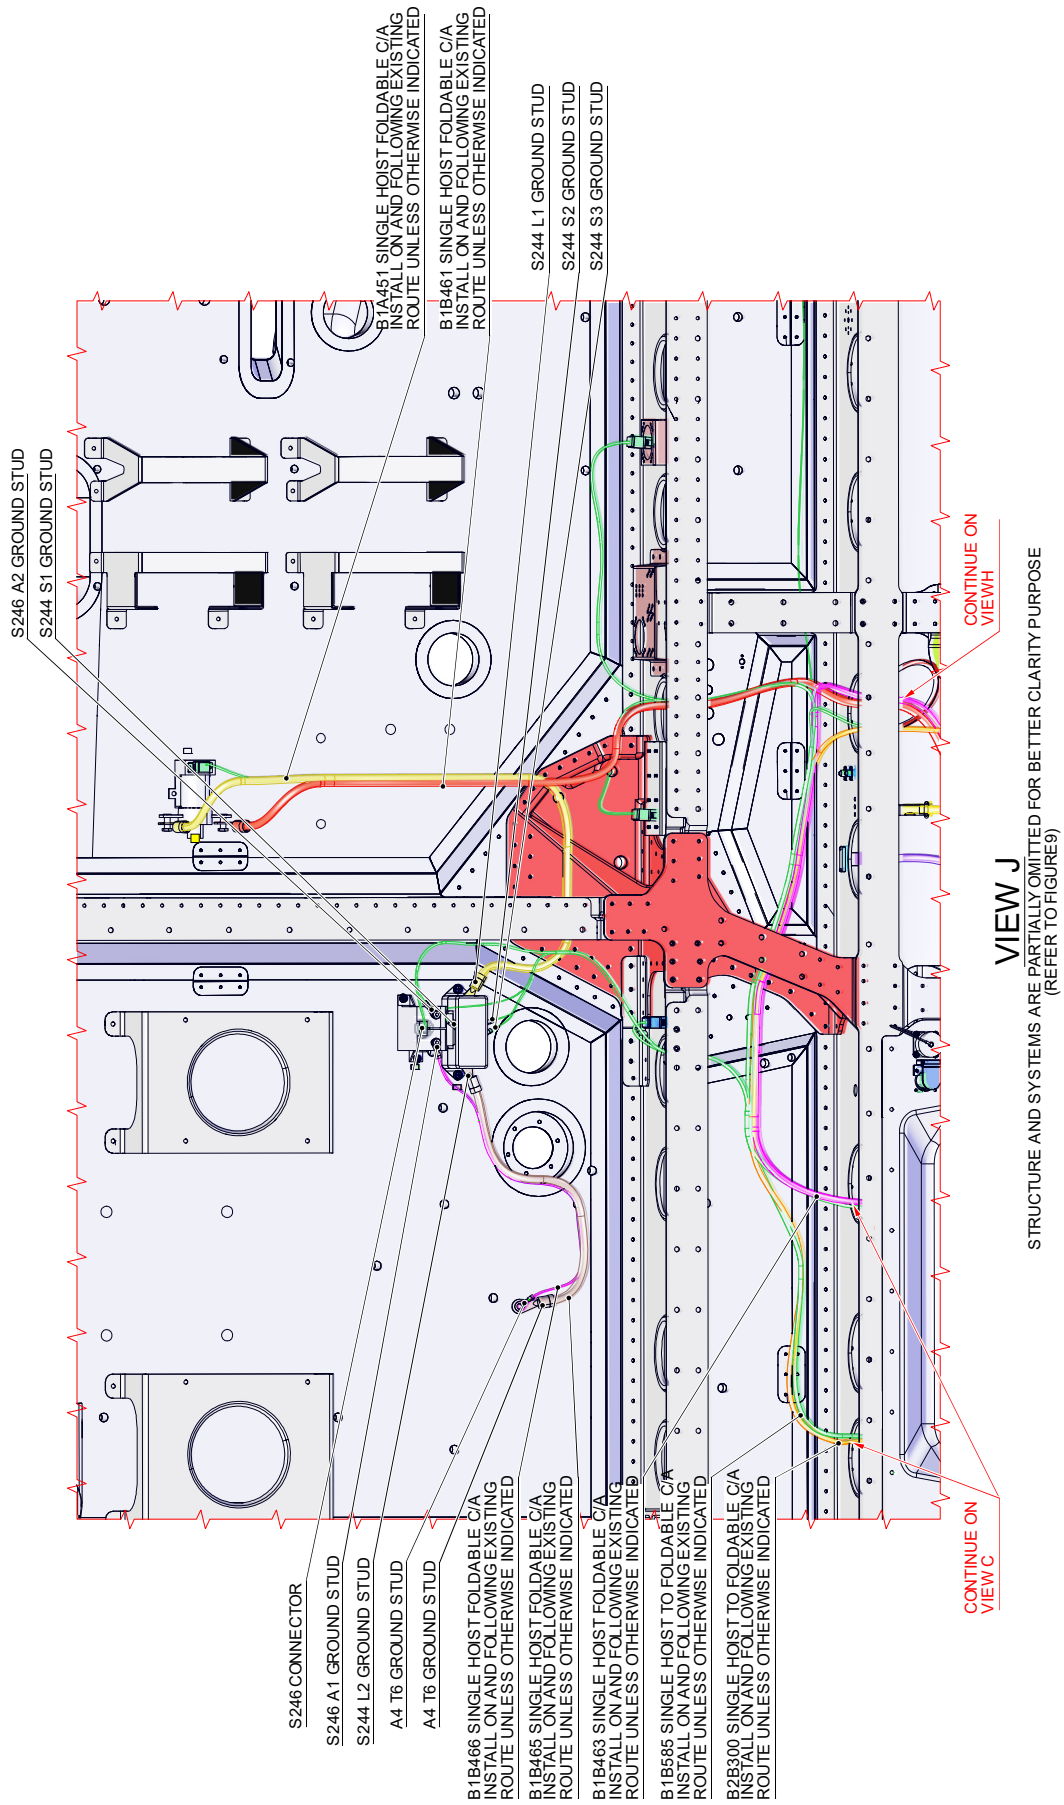 S246 A2 GROUND STUD
S244 S1 GROUND STUD
B1A451 SINGLE HOIST FOLDABLE C/A
INSTALL ON AND FOLLOWING EXISTING
ROUTE UNLESS OTHERWISE INDICATED
B1B461 SINGLE HOIST FOLDABLE C/A
INSTALL ON AND FOLLOWING EXISTING
ROUTE UNLESS OTHERWISE INDICATED
S244 L1 GROUND STUD
S244 S2 GROUND STUD
S244 S3 GROUND STUD
CONTINUE ON
VIEW H
S246 CONNECTOR
S246 A1 GROUND STUD
S244 L2 GROUND STUD
A4 T6 GROUND STUD
A4 T6 GROUND STUD
B1B466 SINGLE HOIST FOLDABLE C/A
INSTALL ON AND FOLLOWING EXISTING
ROUTE UNLESS OTHERWISE INDICATED
B1B465 SINGLE HOIST FOLDABLE C/A
INSTALL ON AND FOLLOWING EXISTING
ROUTE UNLESS OTHERWISE INDICATED
B1B463 SINGLE HOIST FOLDABLE C/A
INSTALL ON AND FOLLOWING EXISTING
ROUTE UNLESS OTHERWISE INDICATED
B1B585 SINGLE HOIST TO FOLDABLE C/A
INSTALL ON AND FOLLOWING EXISTING
ROUTE UNLESS OTHERWISE INDICATED
B2B300 SINGLE HOIST TO FOLDABLE C/A
INSTALL ON AND FOLLOWING EXISTING
ROUTE UNLESS OTHERWISE INDICATED
CONTINUE ON
VIEW C
VIEW J
STRUCTURE AND SYSTEMS ARE PARTIALLY OMITTED FOR BETTER CLARITY PURPOSE
(REFER TO FIGURE 9)